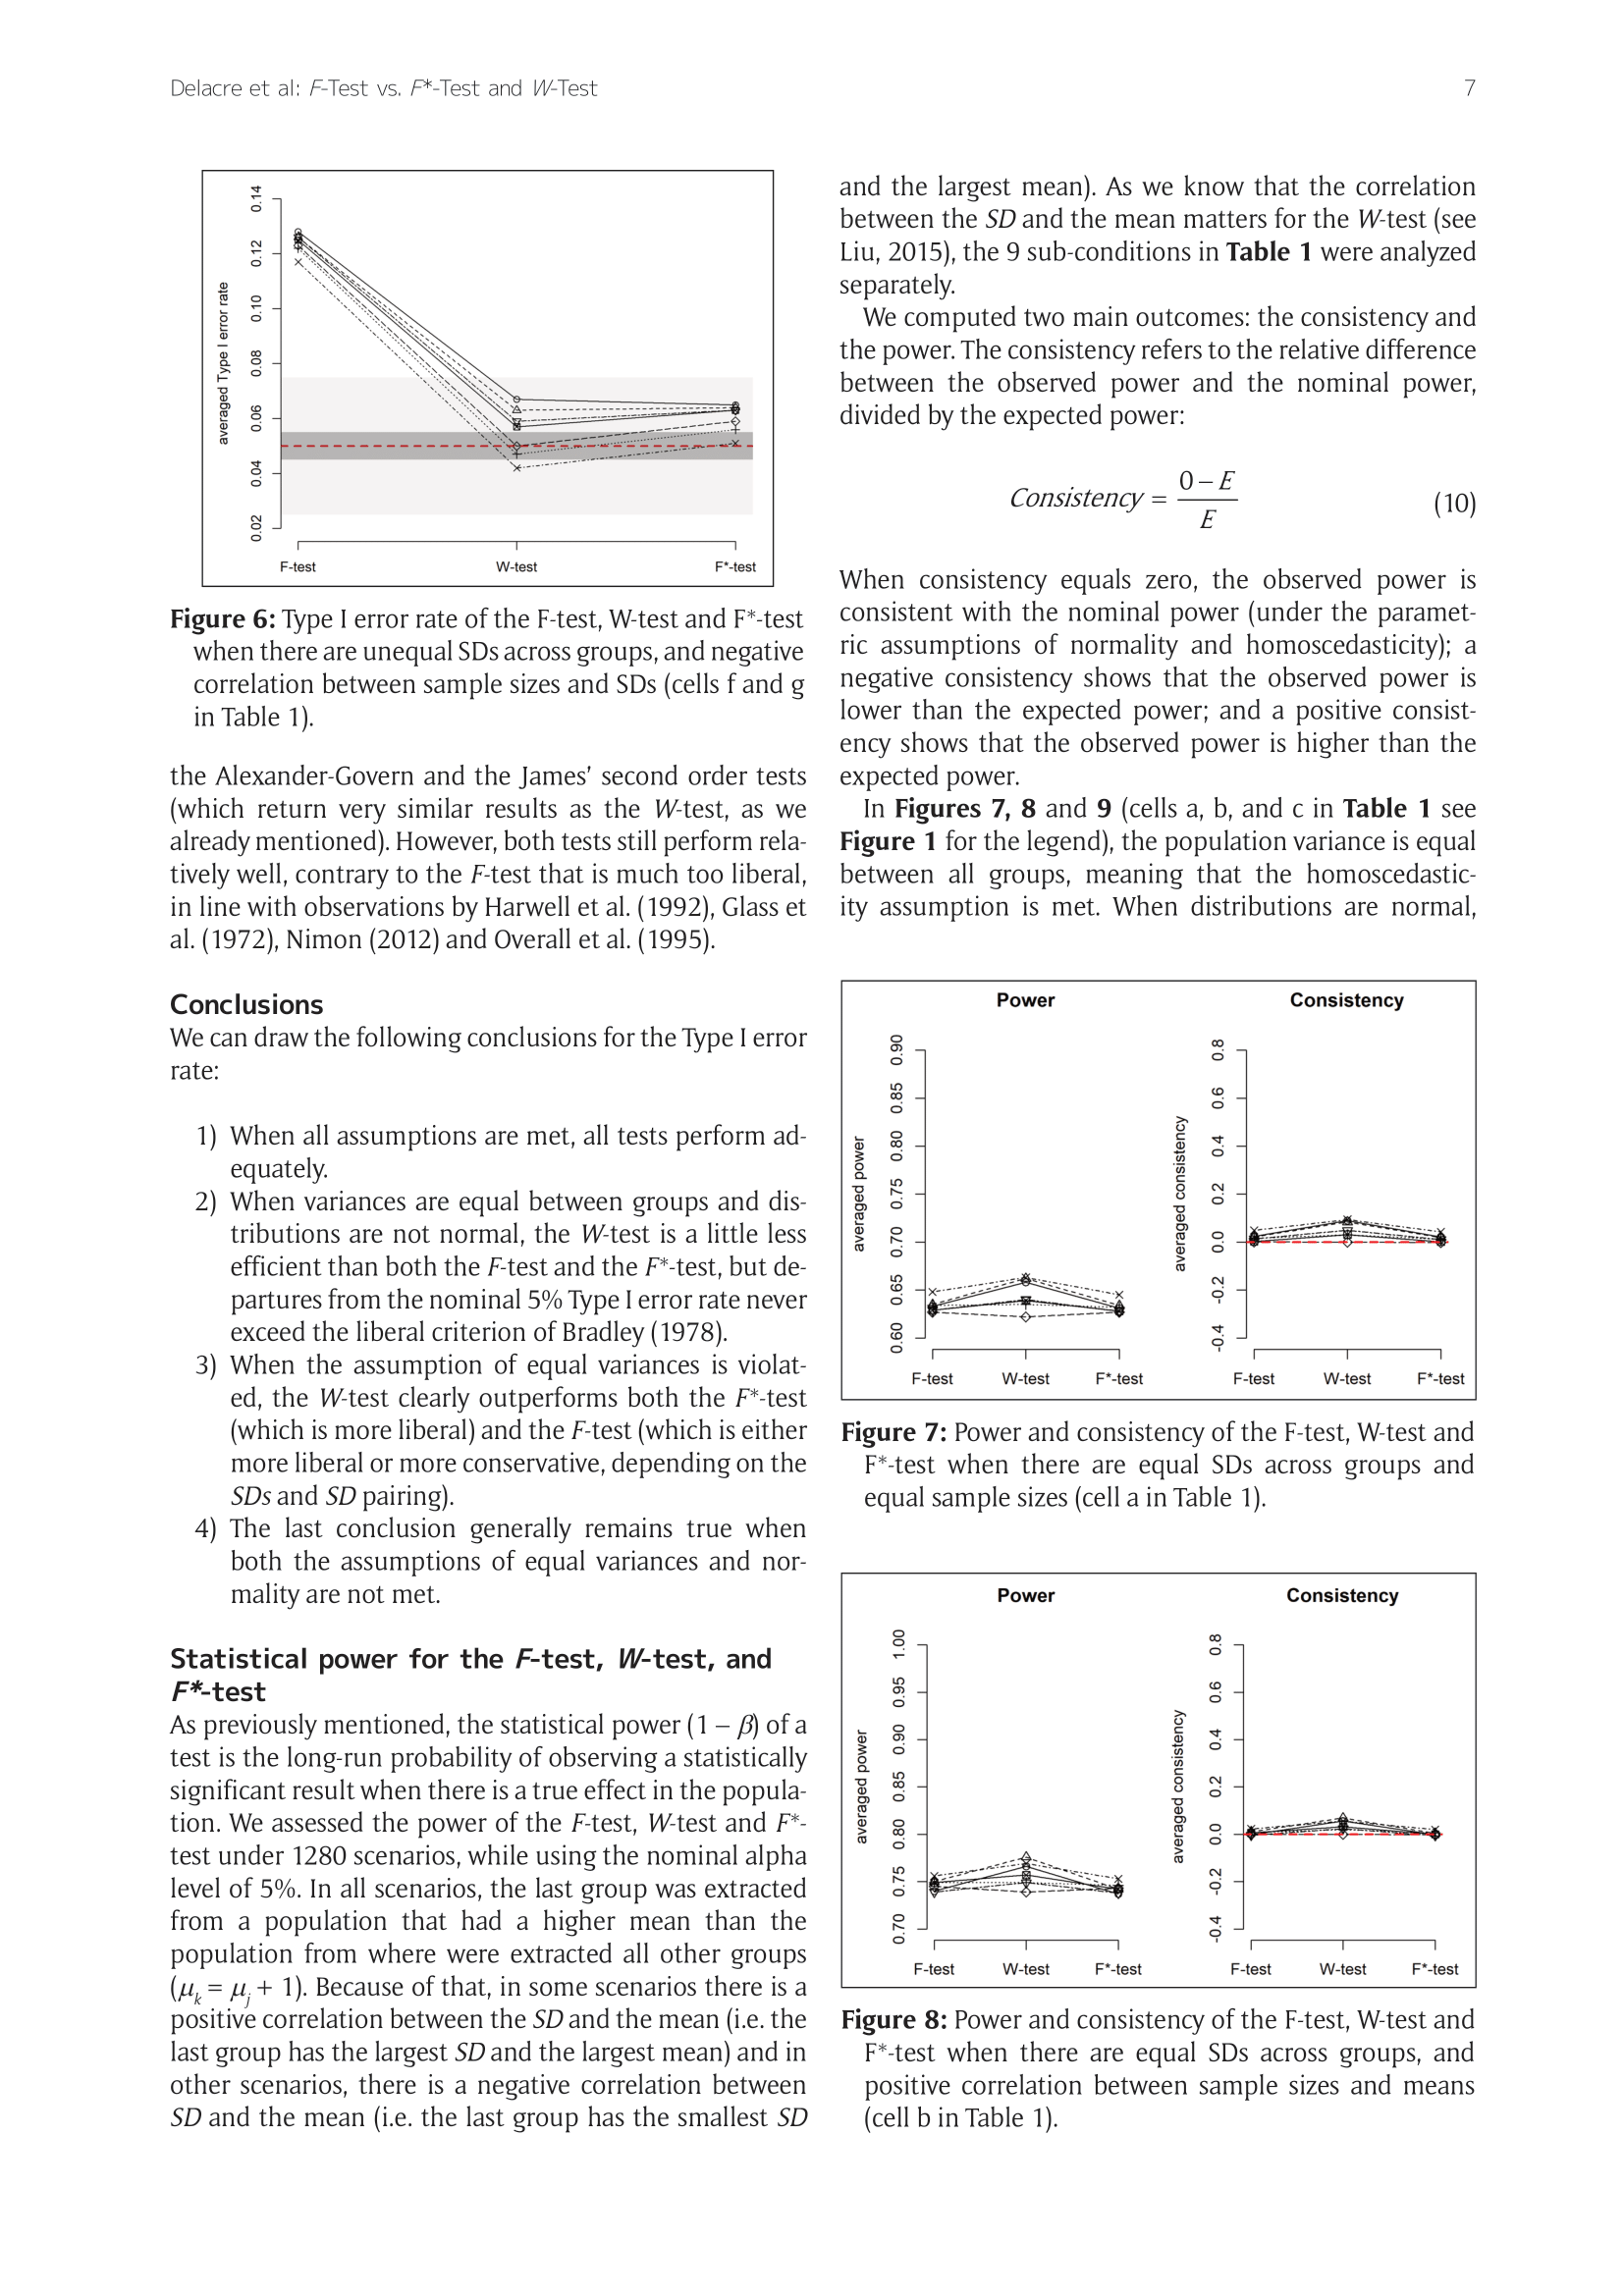 Delacre et al: F-Test vs. F*-Test and W-Test
7
averaged Type I error rate
0.14
0.12
0.10
0.08
0.06
0.04
0.02
F-test W-test F*-test
Figure 6: Type I error rate of the F-test, W-test and F*-test
when there are unequal SDs across groups, and negative
correlation between sample sizes and SDs (cells f and g
in Table 1).
the Alexander-Govern and the James’ second order tests
(which return very similar results as the W-test, as we
already mentioned). However, both tests still perform rela-
tively well, contrary to the F-test that is much too liberal,
in line with observations by Harwell et al. (1992), Glass et
al. (1972), Nimon (2012) and Overall et al. (1995).
Conclusions
We can draw the following conclusions for the Type I error
rate:
1) When all assumptions are met, all tests perform ad-
equately.
2) When variances are equal between groups and dis-
tributions are not normal, the W-test is a little less
efficient than both the F-test and the F*-test, but de-
partures from the nominal 5% Type I error rate never
exceed the liberal criterion of Bradley (1978).
3) When the assumption of equal variances is violat-
ed, the W-test clearly outperforms both the F*-test
(which is more liberal) and the F-test (which is either
more liberal or more conservative, depending on the
SDs and SD pairing).
4) The last conclusion generally remains true when
both the assumptions of equal variances and nor-
mality are not met.
Statistical power for the F-test, W-test, and
F*-test
As previously mentioned, the statistical power (1 – β) of a
test is the long-run probability of observing a statistically
significant result when there is a true effect in the popula-
tion. We assessed the power of the F-test, W-test and F*-
test under 1280 scenarios, while using the nominal alpha
level of 5%. In all scenarios, the last group was extracted
from a population that had a higher mean than the
population from where were extracted all other groups
(μk = μj + 1). Because of that, in some scenarios there is a
positive correlation between the SD and the mean (i.e. the
last group has the largest SD and the largest mean) and in
other scenarios, there is a negative correlation between
SD and the mean (i.e. the last group has the smallest SD
and the largest mean). As we know that the correlation
between the SD and the mean matters for the W-test (see
Liu, 2015), the 9 sub-conditions in Table 1 were analyzed
separately.
We computed two main outcomes: the consistency and
the power. The consistency refers to the relative difference
between the observed power and the nominal power,
divided by the expected power:
Consistency = (0 – E) / E (10)
When consistency equals zero, the observed power is
consistent with the nominal power (under the paramet-
ric assumptions of normality and homoscedasticity); a
negative consistency shows that the observed power is
lower than the expected power; and a positive consist-
ency shows that the observed power is higher than the
expected power.
In Figures 7, 8 and 9 (cells a, b, and c in Table 1 see
Figure 1 for the legend), the population variance is equal
between all groups, meaning that the homoscedastic-
ity assumption is met. When distributions are normal,
Power
averaged power
0.90
0.85
0.80
0.75
0.70
0.65
0.60
F-test W-test F*-test
Consistency
averaged consistency
0.8
0.6
0.4
0.2
0.0
-0.2
-0.4
F-test W-test F*-test
Figure 7: Power and consistency of the F-test, W-test and
F*-test when there are equal SDs across groups and
equal sample sizes (cell a in Table 1).
Power
averaged power
1.00
0.95
0.90
0.85
0.80
0.75
0.70
F-test W-test F*-test
Consistency
averaged consistency
0.8
0.6
0.4
0.2
0.0
-0.2
-0.4
F-test W-test F*-test
Figure 8: Power and consistency of the F-test, W-test and
F*-test when there are equal SDs across groups, and
positive correlation between sample sizes and means
(cell b in Table 1).